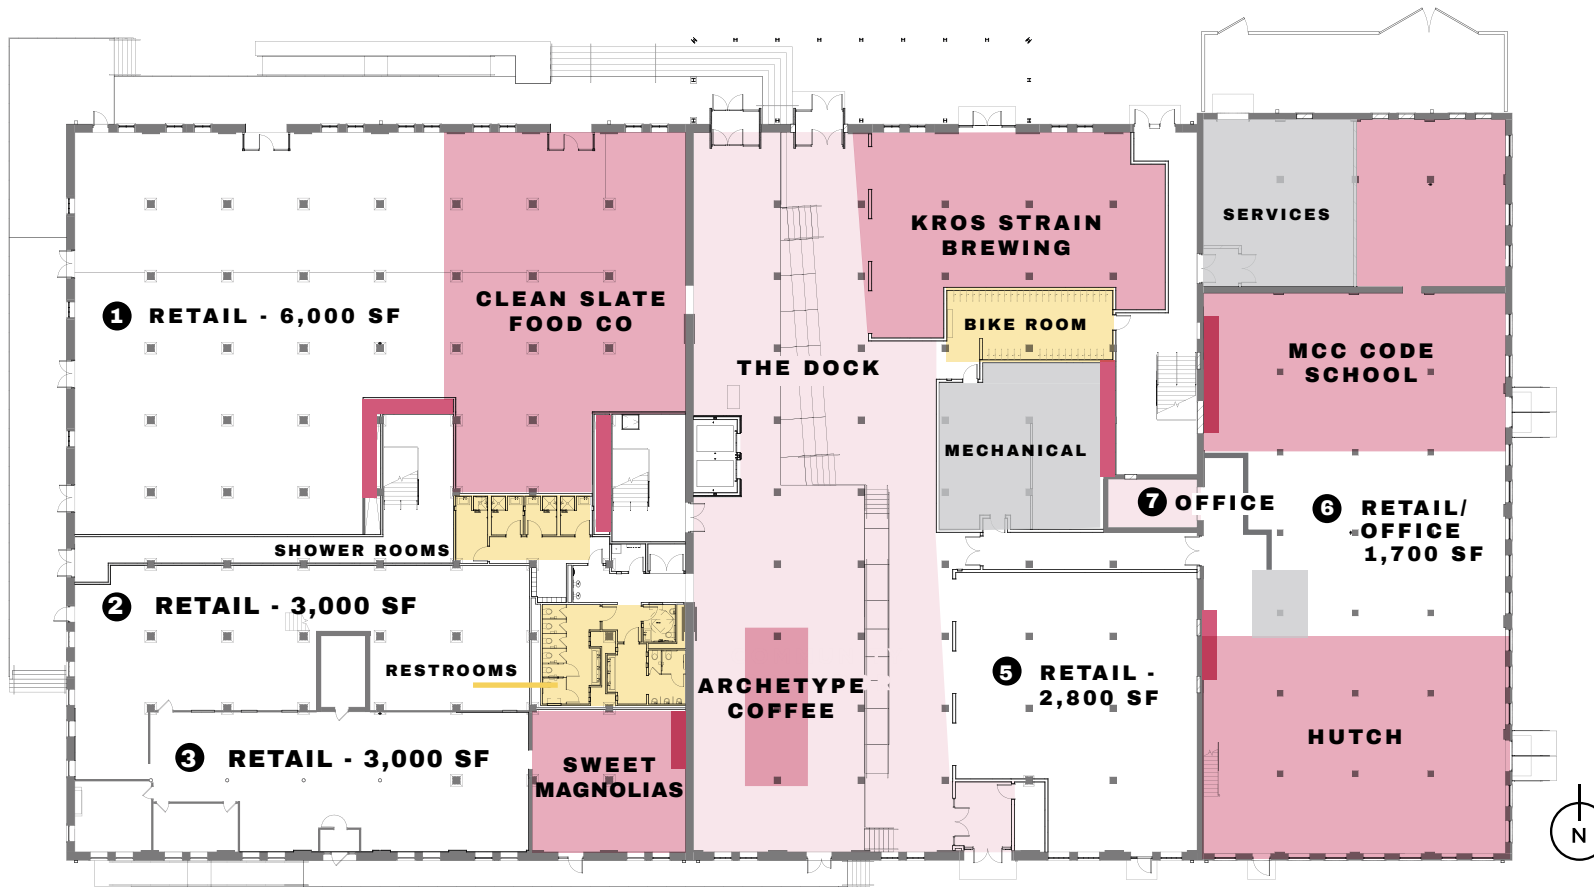 SERVICES
KROS STRAIN
BREWING
CLEAN SLATE
FOOD CO
1 RETAIL - 6,000 SF
BIKE ROOM
THE DOCK
MCC CODE
SCHOOL
MECHANICAL
7 OFFICE
6 RETAIL/
OFFICE
1,700 SF
SHOWER ROOMS
2 RETAIL - 3,000 SF
RESTROOMS
ARCHETYPE
COFFEE
5 RETAIL -
2,800 SF
HUTCH
3 RETAIL - 3,000 SF
SWEET
MAGNOLIAS
N